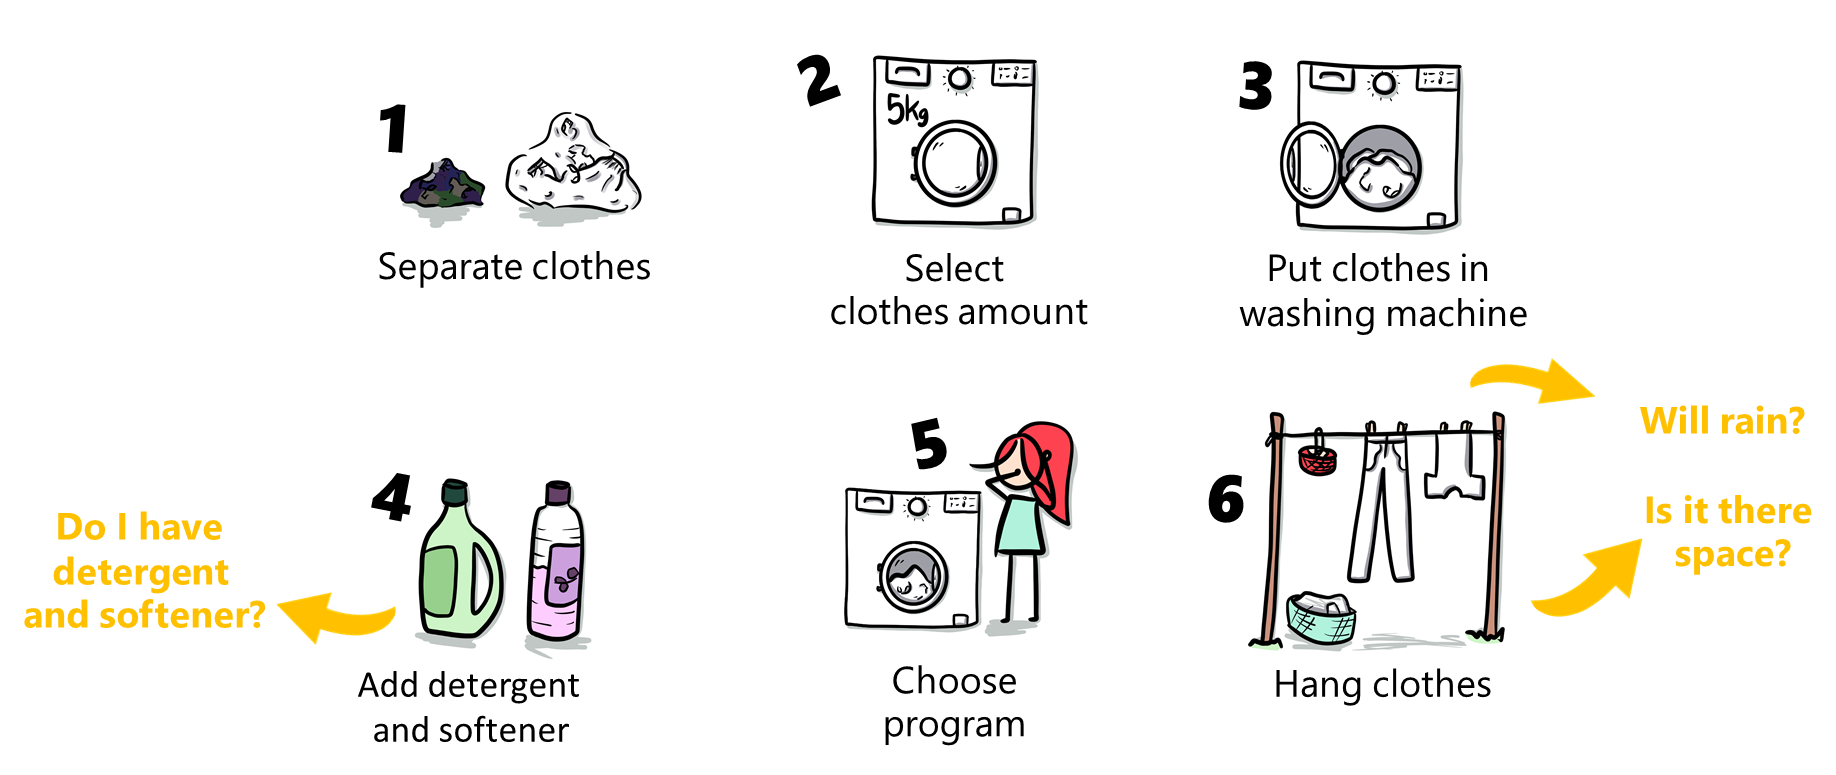 1
Separate clothes
2
5Kg
Select
clothes amount
3
Put clothes in
washing machine
4
Do I have
detergent
and softener?
Add detergent
and softener
5
Choose
program
6
Will rain?
Is it there
space?
Hang clothes